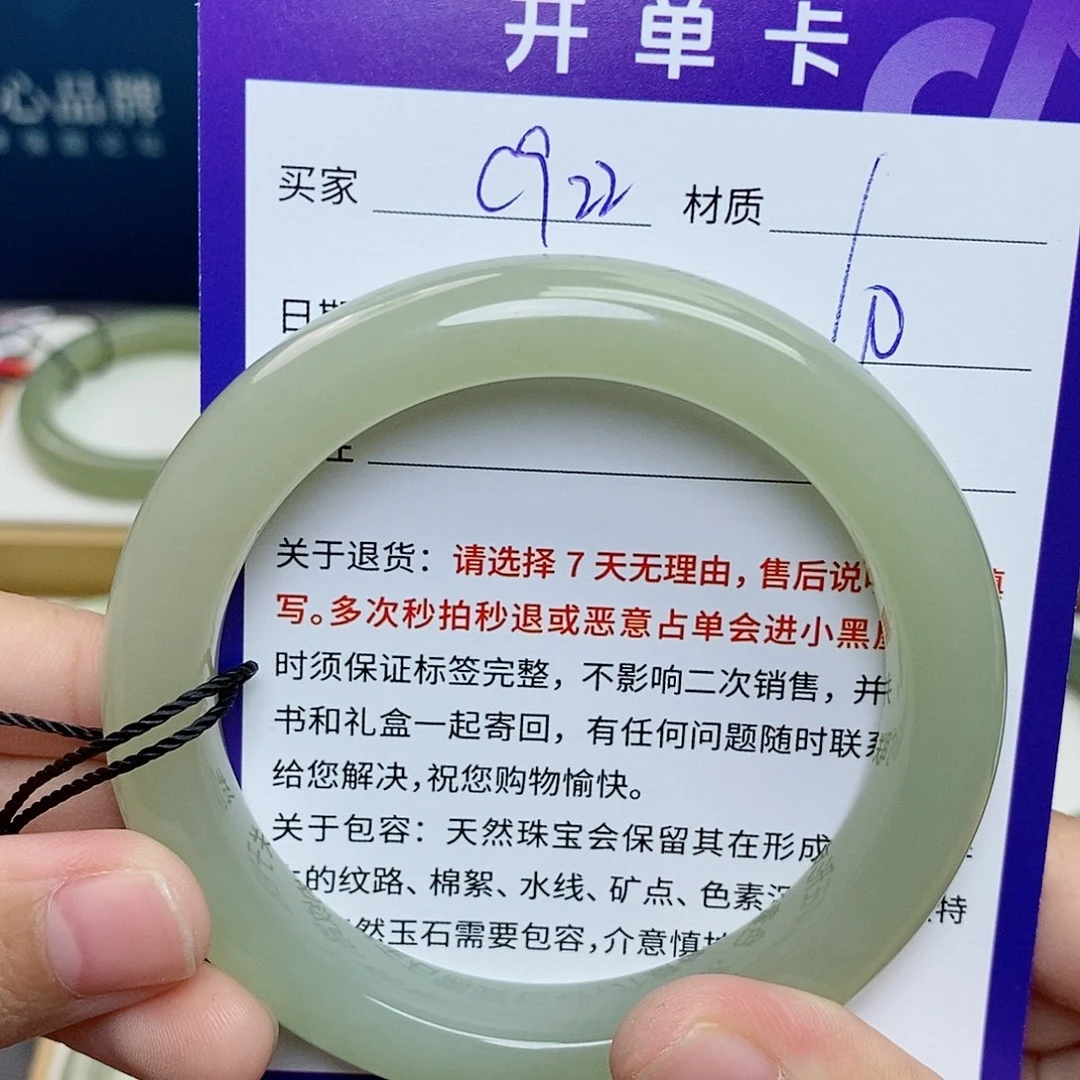 心品牌
开单卡
买家 C9 22 材质
日期 10
关于退货：请选择 7 天无理由，售后说
写。多次秒拍秒退或恶意占单会进小黑屋
时须保证标签完整，不影响二次销售，并
书和礼盒一起寄回，有任何问题随时联系
给您解决，祝您购物愉快。
关于包容：天然珠宝会保留其在形成
的纹路、棉絮、水线、矿点、色素沉 特
然玉石需要包容，介意慎拍